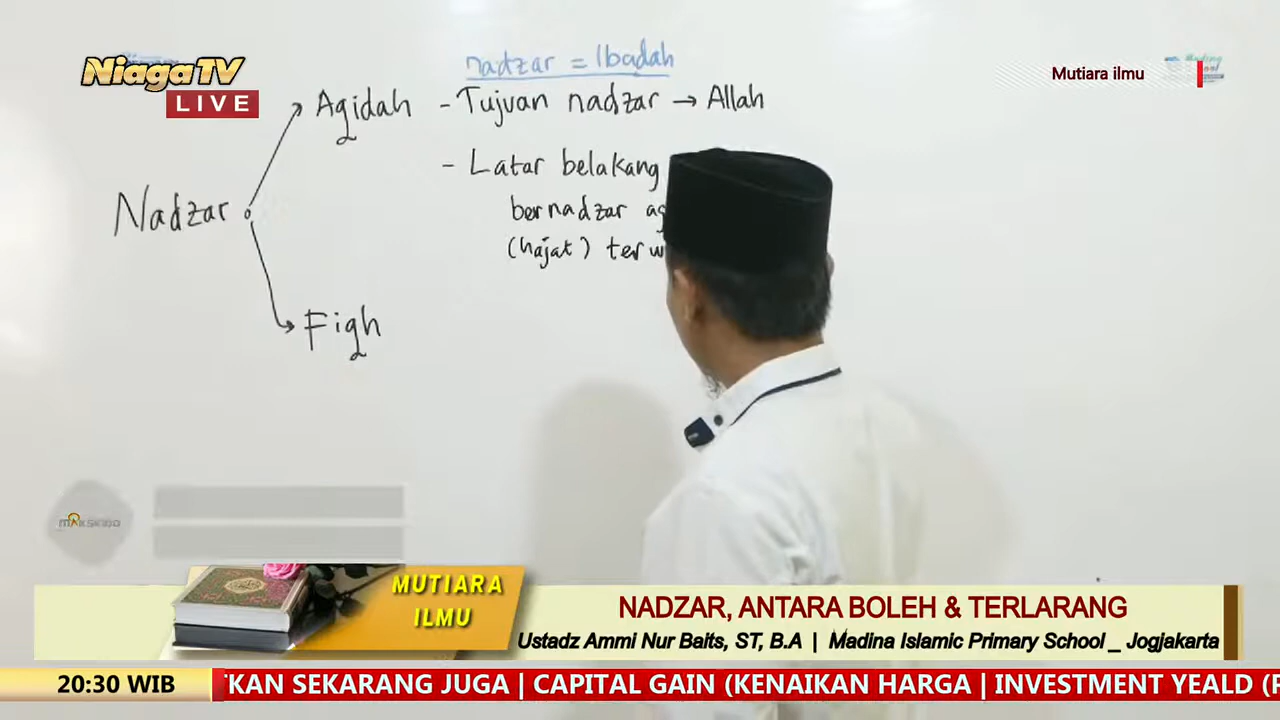 NiagaTV
LIVE
Mutiara ilmu
nadzar = Ibadah
Nadzar
Aqidah
- Tujuan nadzar → Allah
- Latar belakang
bernadzar
(hajat)
Fiqh
MUTIARA
ILMU
NADZAR, ANTARA BOLEH & TERLARANG
Ustadz Ammi Nur Baits, ST, B.A | Madina Islamic Primary School _ Jogjakarta
20:30 WIB
KAN SEKARANG JUGA | CAPITAL GAIN (KENAIKAN HARGA | INVESTMENT YEALD (